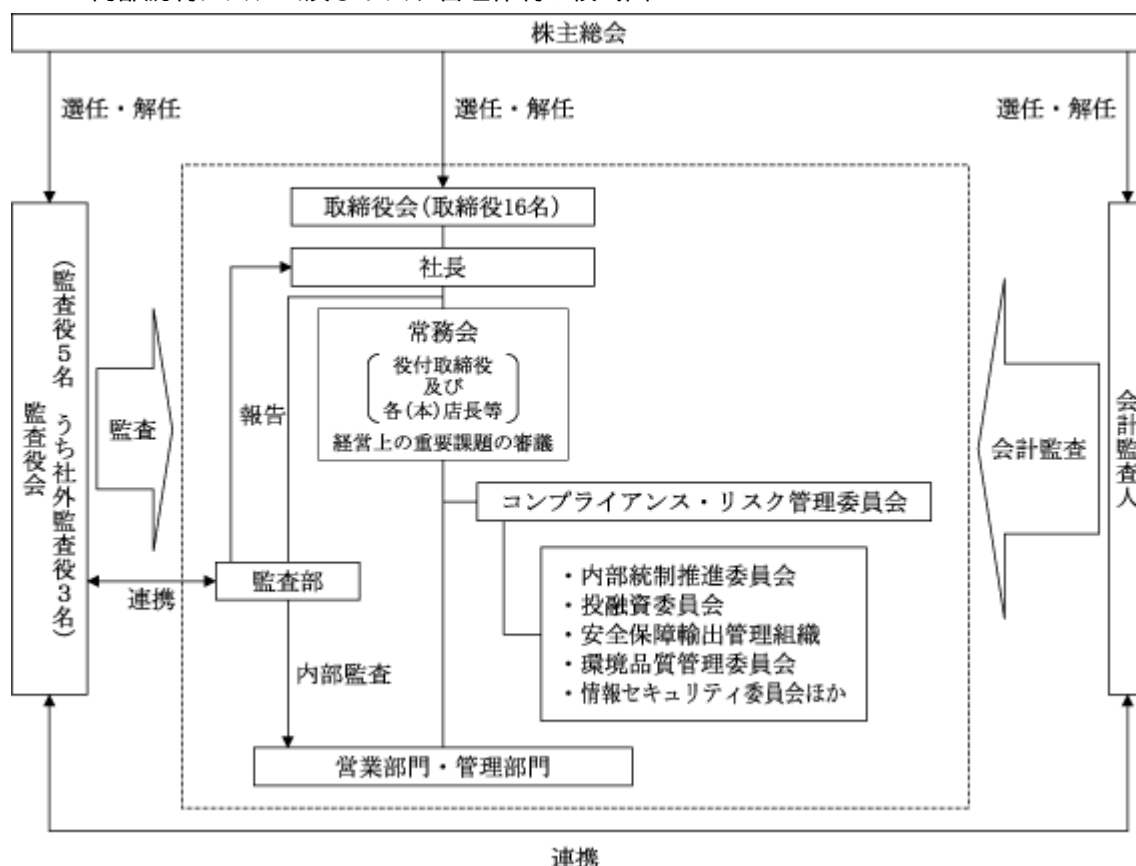 株主総会
選任・解任
選任・解任
選任・解任
取締役会(取締役16名)
社長
常務会
役付取締役
及び
各(本)店長等
経営上の重要課題の審議
報告
監査役会
(監査役5名 うち社外監査役3名)
監査
会計監査
会計監査人
コンプライアンス・リスク管理委員会
監査部
連携
・内部統制推進委員会
・投融資委員会
・安全保障輸出管理組織
・環境品質管理委員会
・情報セキュリティ委員会ほか
内部監査
営業部門・管理部門
連携